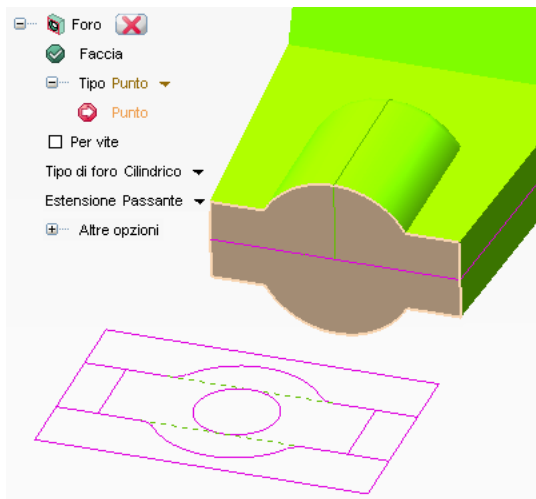 Foro
Faccia
Tipo Punto
Punto
Per vite
Tipo di foro Cilindrico
Estensione Passante
Altre opzioni